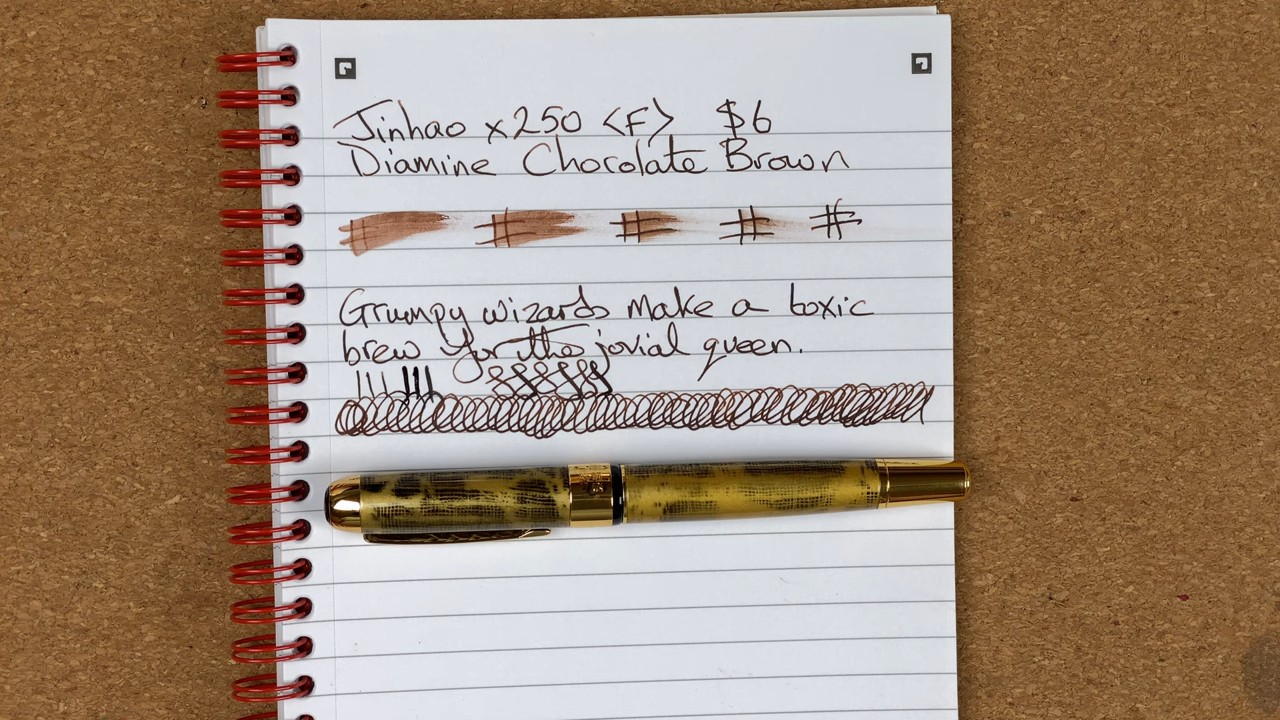 Jinhao x250 <F> $6
Diamine Chocolate Brown
Grumpy wizards make a toxic
brew for the jovial queen.